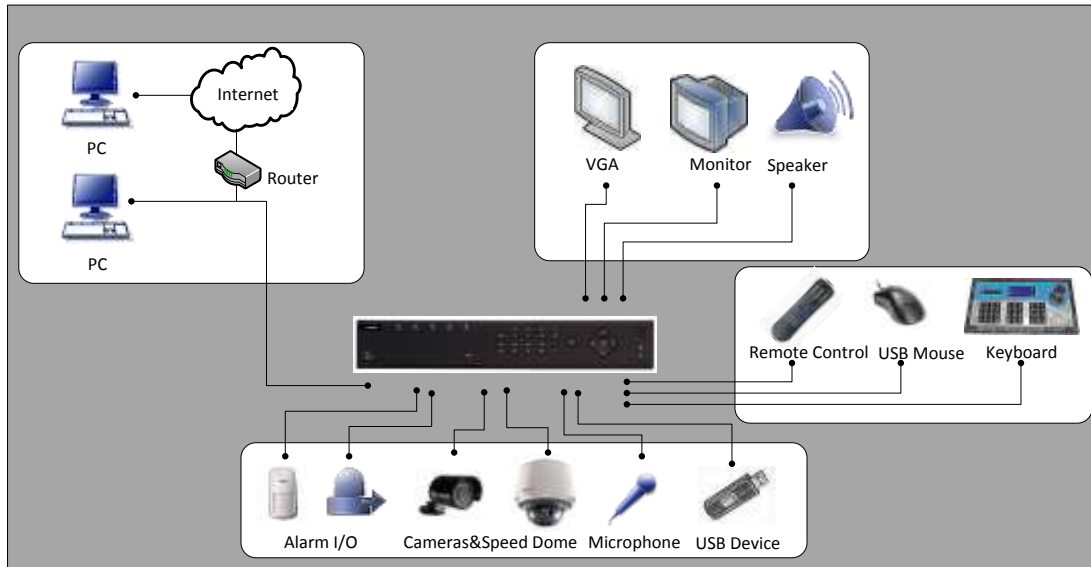 PC
Internet
Router
PC
VGA
Monitor
Speaker
Remote Control
USB Mouse
Keyboard
Alarm I/O
Cameras&Speed Dome
Microphone
USB Device